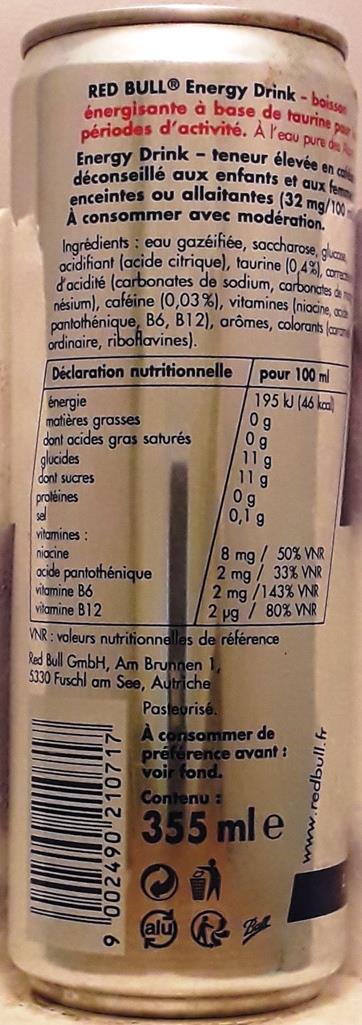 RED BULL® Energy Drink – boisson
énergisante à base de taurine pour
périodes d'activité. À l'eau pure des
Energy Drink – teneur élevée en
déconseillé aux enfants et aux
enceintes ou allaitantes (32 mg/100
À consommer avec modération.
Ingrédients : eau gazéifiée, saccharose, glucose,
acidifiant (acide citrique), taurine (0,4%),
d'acidité (carbonates de sodium, carbonates de
nésium), caféine (0,03%), vitamines (niacine,
pantothénique, B6, B12), arômes, colorants
ordinaire, riboflavines).
Déclaration nutritionnelle pour 100 ml
énergie 195 kJ (46 kcal)
matières grasses 0 g
dont acides gras saturés 0 g
glucides 11 g
dont sucres 11 g
protéines 0 g
sel 0,1 g
vitamines :
niacine 8 mg / 50% VNR
acide pantothénique 2 mg / 33% VNR
vitamine B6 2 mg /143% VNR
vitamine B12 2 µg / 80% VNR
VNR : valeurs nutritionnelles de référence
Red Bull GmbH, Am Brunnen 1,
5330 Fuschl am See, Autriche
Pasteurisé.
À consommer de
préférence avant :
voir fond.
Contenu :
355 ml e
www.redbull.fr
9 002490 210717
alu
Ball